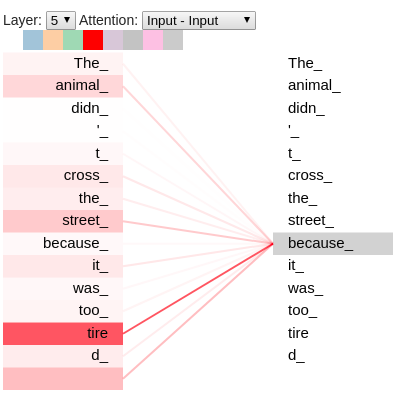 Layer: 5 Attention: Input - Input
The_ The_
animal_ animal_
didn_ didn_
'_ '_
t_ t_
cross_ cross_
the_ the_
street_ street_
because_ because_
it_ it_
was_ was_
too_ too_
tire tire
d_ d_